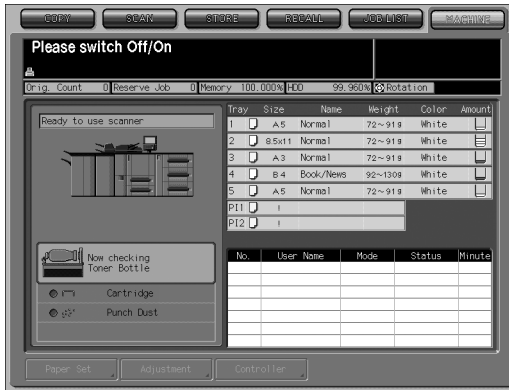 COPY SCAN STORE RECALL JOB LIST MACHINE
Please switch Off/On
Orig. Count 0 Reserve Job 0 Memory 100.000% HDD 99.960% Rotation
Ready to use scanner
Tray Size Name Weight Color Amount
1 A5 Normal 72~91g White
2 8.5x11 Normal 72~91g White
3 A3 Normal 72~91g White
4 B4 Book/News 92~130g White
5 A5 Normal 72~91g White
PI1
PI2
Now checking
Toner Bottle
Cartridge
Punch Dust
No. User Name Mode Status Minute
Paper Set Adjustment Controller